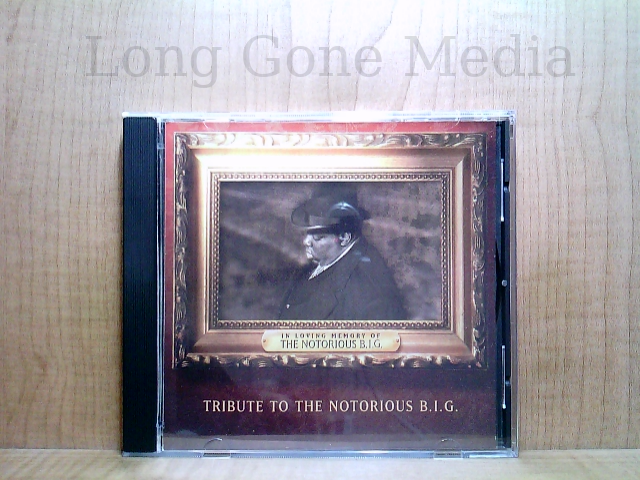 Long Gone Media
IN LOVING MEMORY OF
THE NOTORIOUS B.I.G.
TRIBUTE TO THE NOTORIOUS B.I.G.